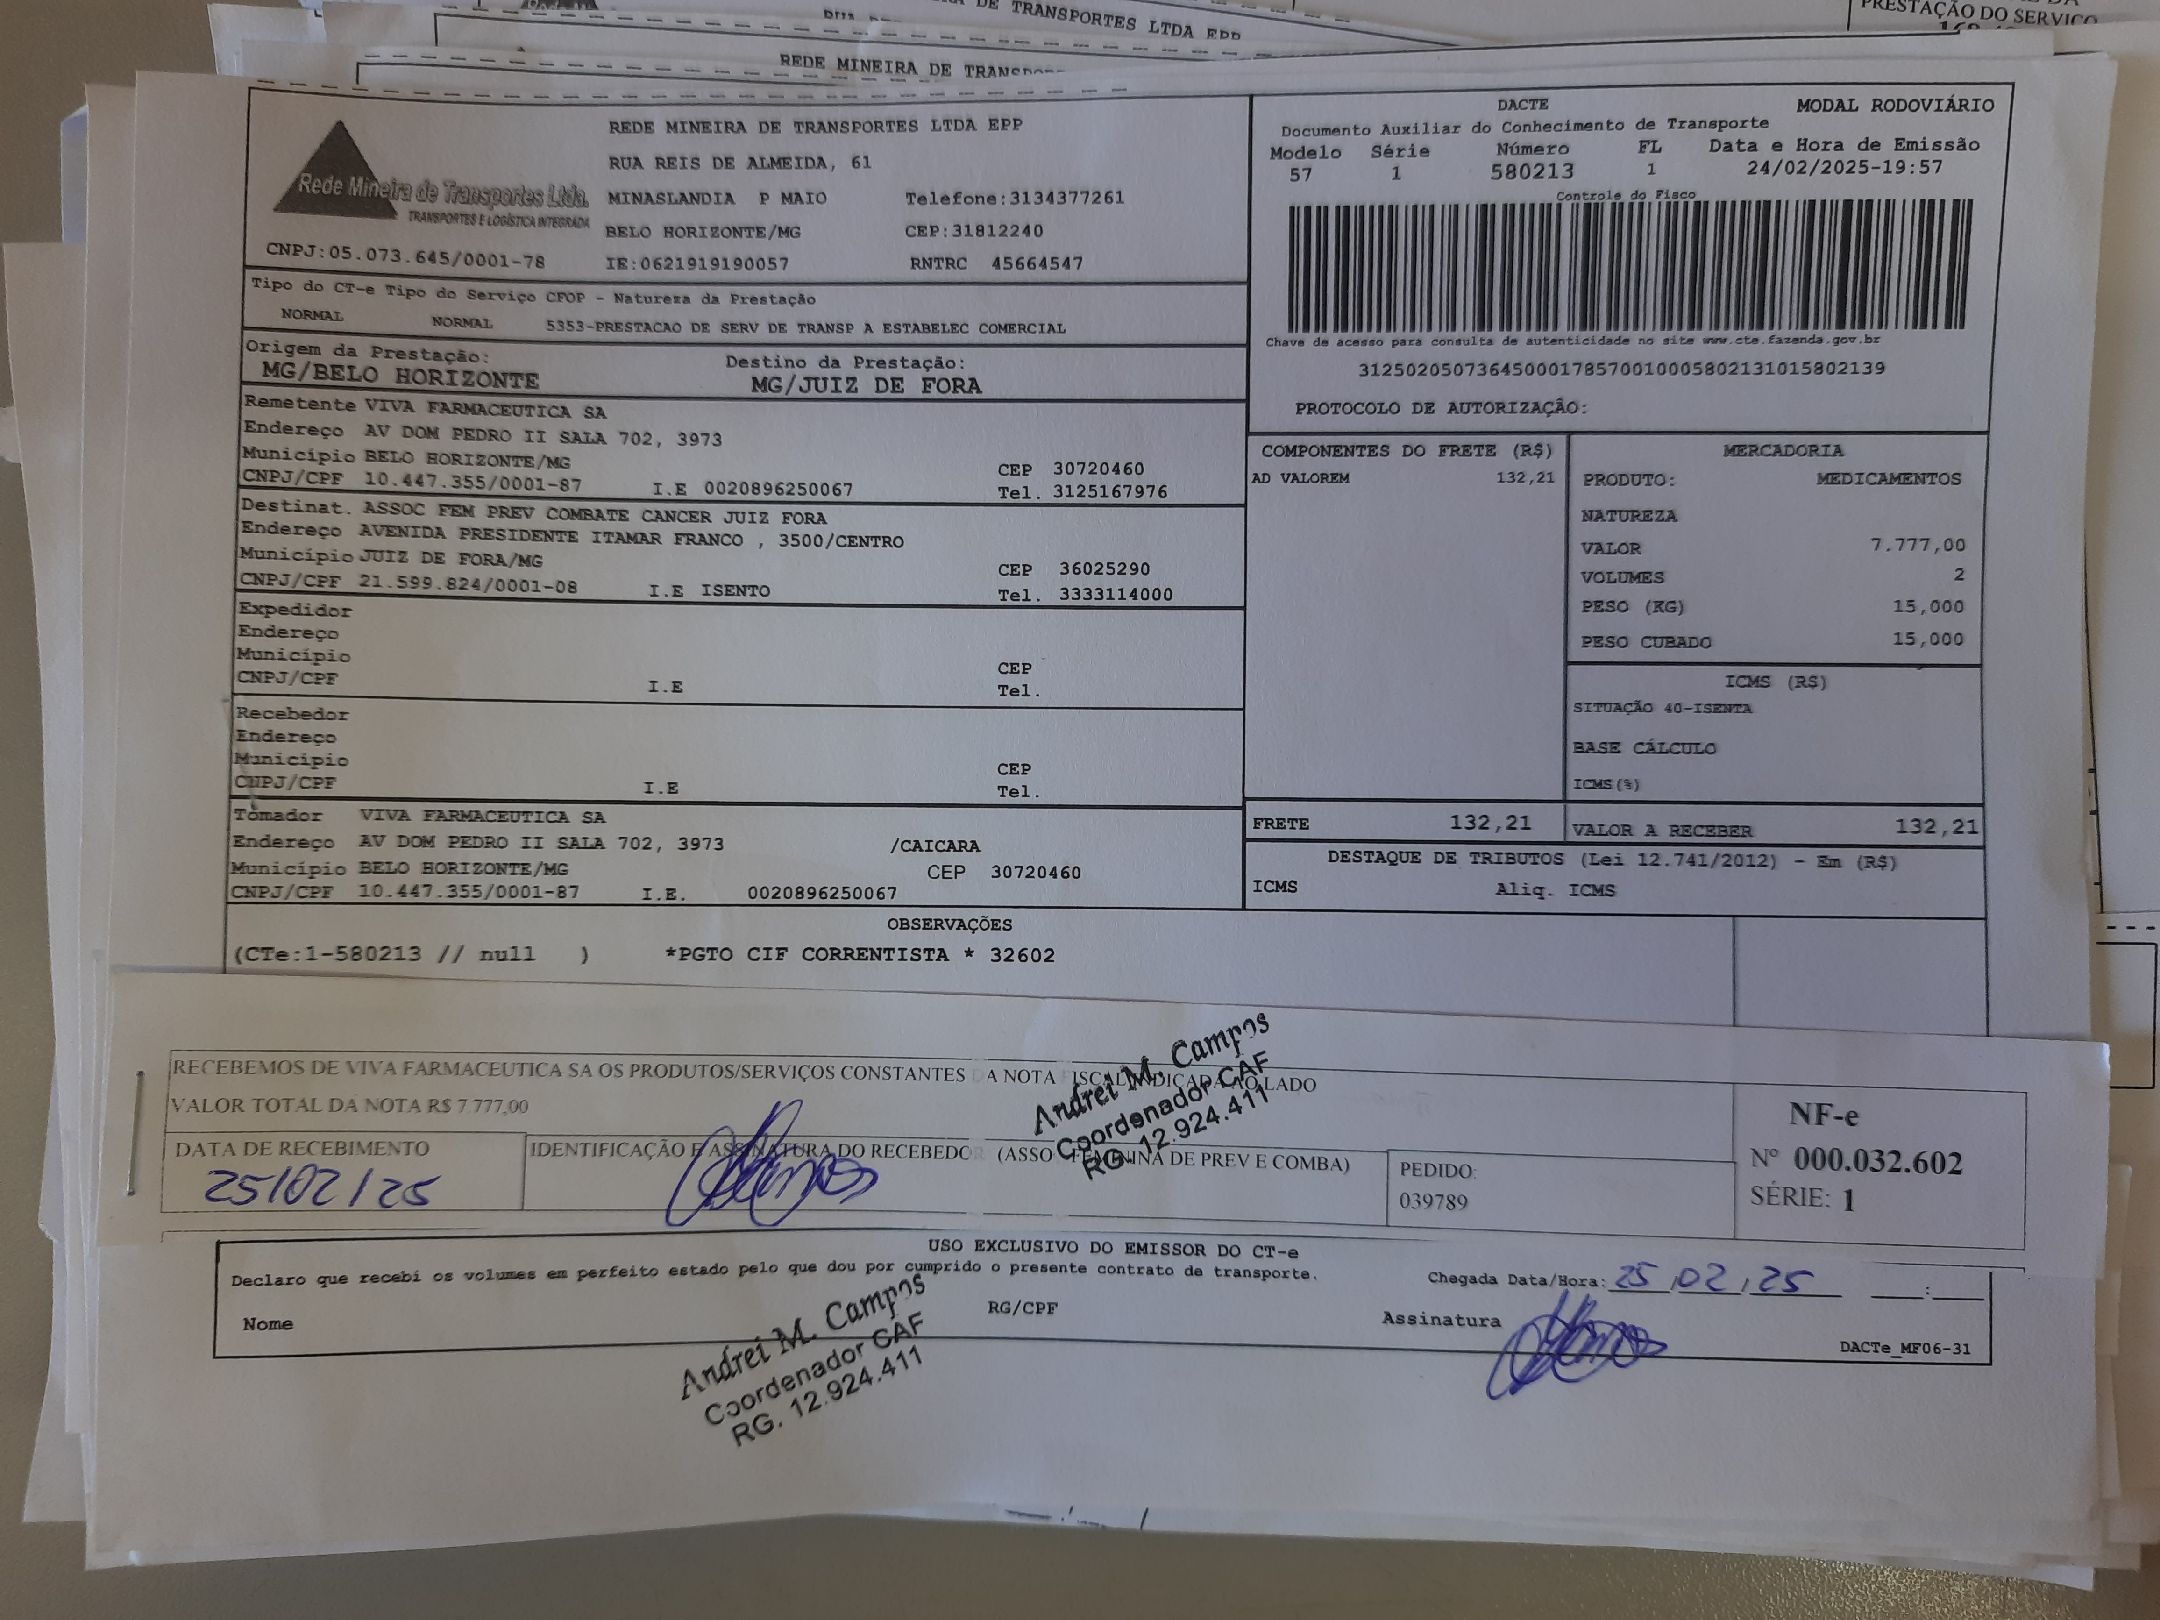 DE TRANSPORTES LTDA EPP
PRESTAÇÃO DO SERVIÇO
REDE MINEIRA DE TRANSPOR
REDE MINEIRA DE TRANSPORTES LTDA EPP
RUA REIS DE ALMEIDA, 61
MINASLANDIA P MAIO Telefone:3134377261
BELO HORIZONTE/MG CEP:31812240
Rede Mineira de Transportes Ltda.
TRANSPORTES E LOGÍSTICA INTEGRADA
CNPJ:05.073.645/0001-78 IE:0621919190057 RNTRC 45664547
DACTE MODAL RODOVIÁRIO
Documento Auxiliar do Conhecimento de Transporte
Modelo Série Número FL Data e Hora de Emissão
57 1 580213 1 24/02/2025-19:57
Controle do Fisco
Chave de acesso para consulta de autenticidade no site www.cte.fazenda.gov.br
31250205073645000178570010005802131015802139
PROTOCOLO DE AUTORIZAÇÃO:
Tipo do CT-e Tipo do Serviço CFOP - Natureza da Prestação
NORMAL NORMAL 5353-PRESTACAO DE SERV DE TRANSP A ESTABELEC COMERCIAL
Origem da Prestação: Destino da Prestação:
MG/BELO HORIZONTE MG/JUIZ DE FORA
Remetente VIVA FARMACEUTICA SA
Endereço AV DOM PEDRO II SALA 702, 3973
Município BELO HORIZONTE/MG CEP 30720460
CNPJ/CPF 10.447.355/0001-87 I.E 0020896250067 Tel. 3125167976
Destinat. ASSOC FEM PREV COMBATE CANCER JUIZ FORA
Endereço AVENIDA PRESIDENTE ITAMAR FRANCO , 3500/CENTRO
Município JUIZ DE FORA/MG CEP 36025290
CNPJ/CPF 21.599.824/0001-08 I.E ISENTO Tel. 3333114000
Expedidor
Endereço
Município CEP
CNPJ/CPF I.E Tel.
Recebedor
Endereço
Município CEP
CNPJ/CPF I.E Tel.
Tomador VIVA FARMACEUTICA SA
Endereço AV DOM PEDRO II SALA 702, 3973 /CAICARA
Município BELO HORIZONTE/MG CEP 30720460
CNPJ/CPF 10.447.355/0001-87 I.E. 0020896250067
COMPONENTES DO FRETE (R$)
AD VALOREM 132,21
MERCADORIA
PRODUTO: MEDICAMENTOS
NATUREZA
VALOR 7.777,00
VOLUMES 2
PESO (KG) 15,000
PESO CUBADO 15,000
ICMS (R$)
SITUAÇÃO 40-ISENTA
BASE CÁLCULO
ICMS(%)
FRETE 132,21 VALOR A RECEBER 132,21
DESTAQUE DE TRIBUTOS (Lei 12.741/2012) - Em (R$)
ICMS Aliq. ICMS
OBSERVAÇÕES
(CTe:1-580213 // null ) *PGTO CIF CORRENTISTA * 32602
RECEBEMOS DE VIVA FARMACEUTICA SA OS PRODUTOS/SERVIÇOS CONSTANTES DA NOTA FISCAL INDICADA AO LADO
VALOR TOTAL DA NOTA R$ 7.777,00
DATA DE RECEBIMENTO
25/02/25
IDENTIFICAÇÃO E ASSINATURA DO RECEBEDOR (ASSO FEMININA DE PREV E COMBA)
Andrei M. Campos
Coordenador CAF
RG. 12.924.411
PEDIDO:
039789
NF-e
Nº 000.032.602
SÉRIE: 1
USO EXCLUSIVO DO EMISSOR DO CT-e
Declaro que recebi os volumes em perfeito estado pelo que dou por cumprido o presente contrato de transporte. Chegada Data/Hora: 25/02/25 __:__
Nome RG/CPF Assinatura
DACTe_MF06-31
Andrei M. Campos
Coordenador CAF
RG. 12.924.411